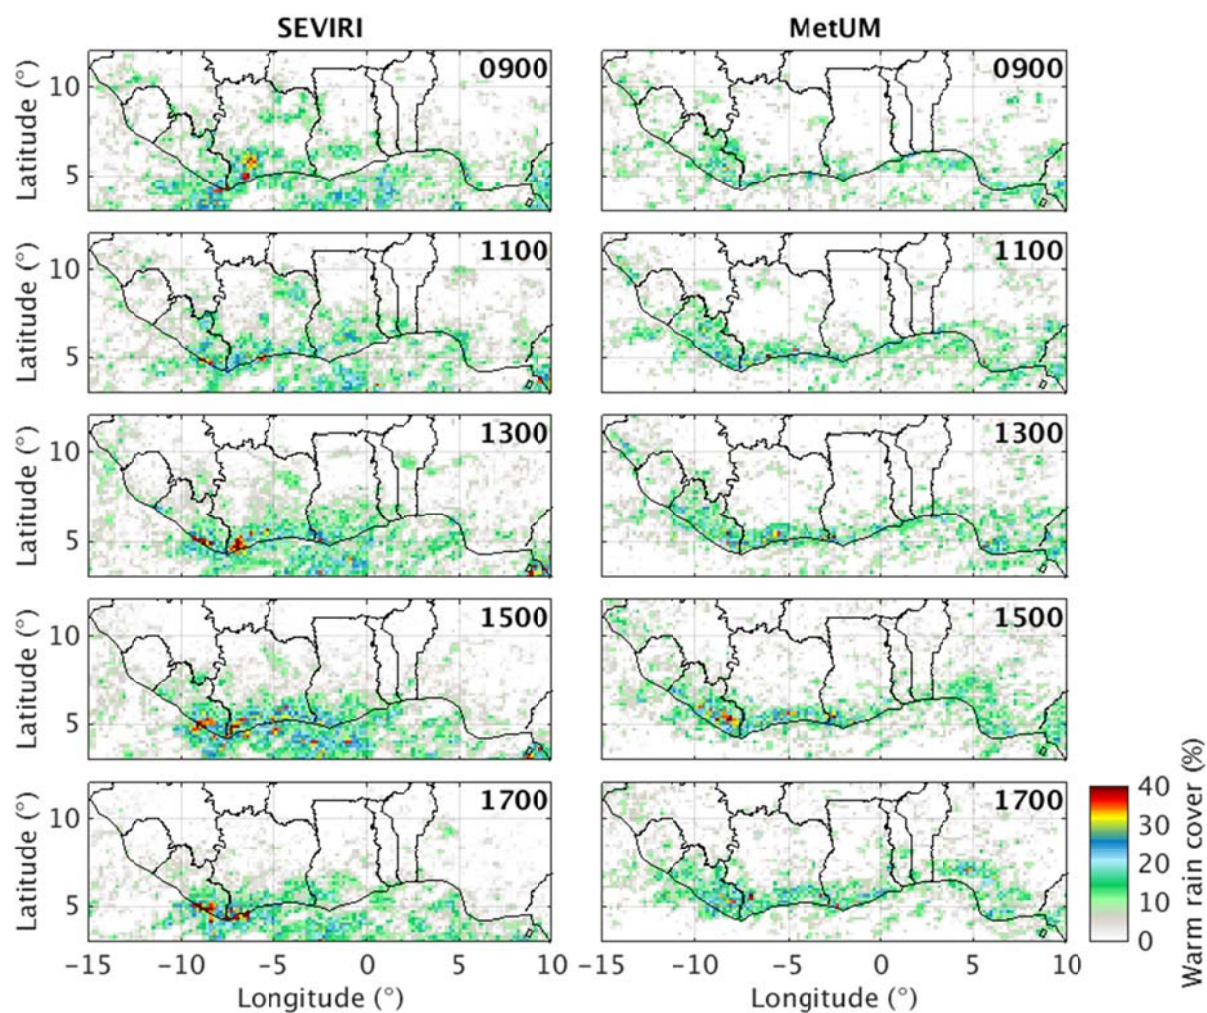 SEVIRI MetUM
0900 0900
10
5
Latitude (°)
1100 1100
10
5
Latitude (°)
1300 1300
10
5
Latitude (°)
1500 1500
10
5
Latitude (°)
1700 1700
10
5
Latitude (°)
−15 −10 −5 0 5 10 −15 −10 −5 0 5 10
Longitude (°) Longitude (°)
40
30
20
10
0
Warm rain cover (%)